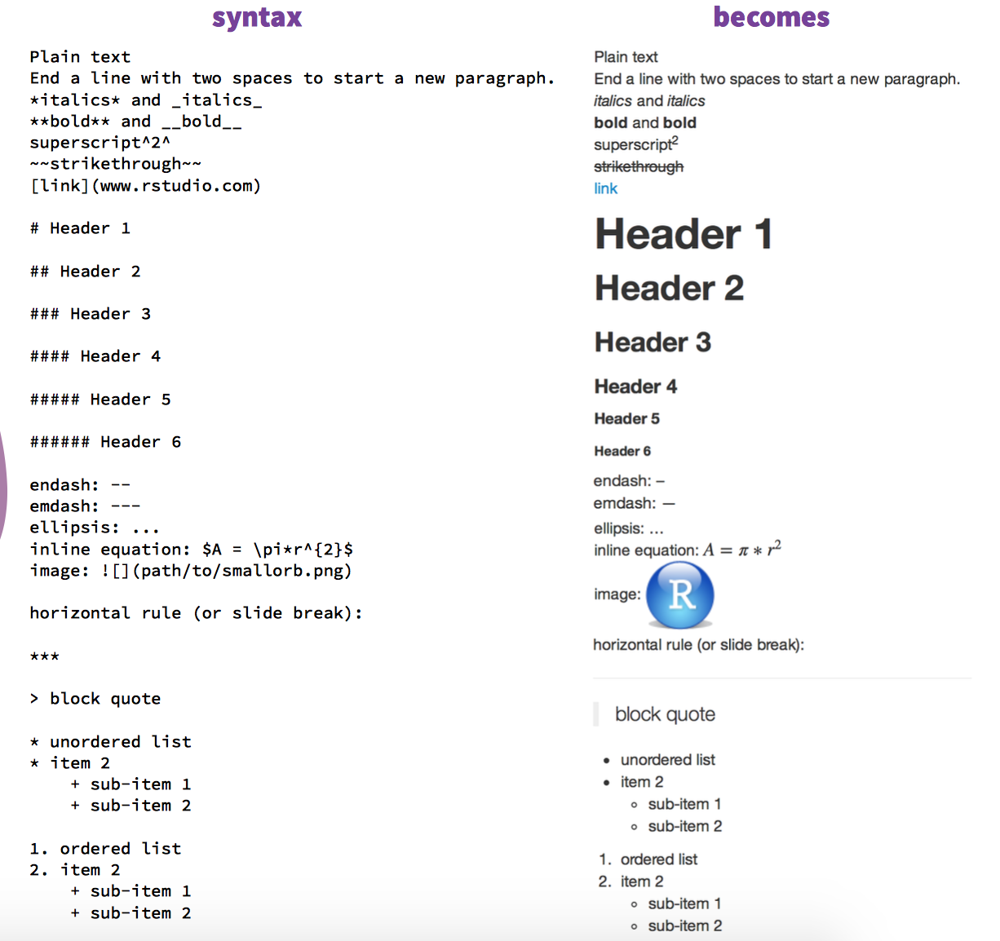 syntax
Plain text
End a line with two spaces to start a new paragraph.
*italics* and _italics_
**bold** and __bold__
superscript^2^
~~strikethrough~~
[link](www.rstudio.com)
# Header 1
## Header 2
### Header 3
#### Header 4
##### Header 5
###### Header 6
endash: --
emdash: ---
ellipsis: ...
inline equation: $A = \pi*r^{2}$
image: ![](path/to/smallorb.png)
horizontal rule (or slide break):
***
> block quote
* unordered list
* item 2
    + sub-item 1
    + sub-item 2
1. ordered list
2. item 2
    + sub-item 1
    + sub-item 2
becomes
Plain text
End a line with two spaces to start a new paragraph.
italics and italics
bold and bold
superscript²
strikethrough
link
Header 1
Header 2
Header 3
Header 4
Header 5
Header 6
endash: –
emdash: —
ellipsis: ...
inline equation: A = π * r²
image: R
horizontal rule (or slide break):
block quote
• unordered list
• item 2
◦ sub-item 1
◦ sub-item 2
1. ordered list
2. item 2
◦ sub-item 1
◦ sub-item 2